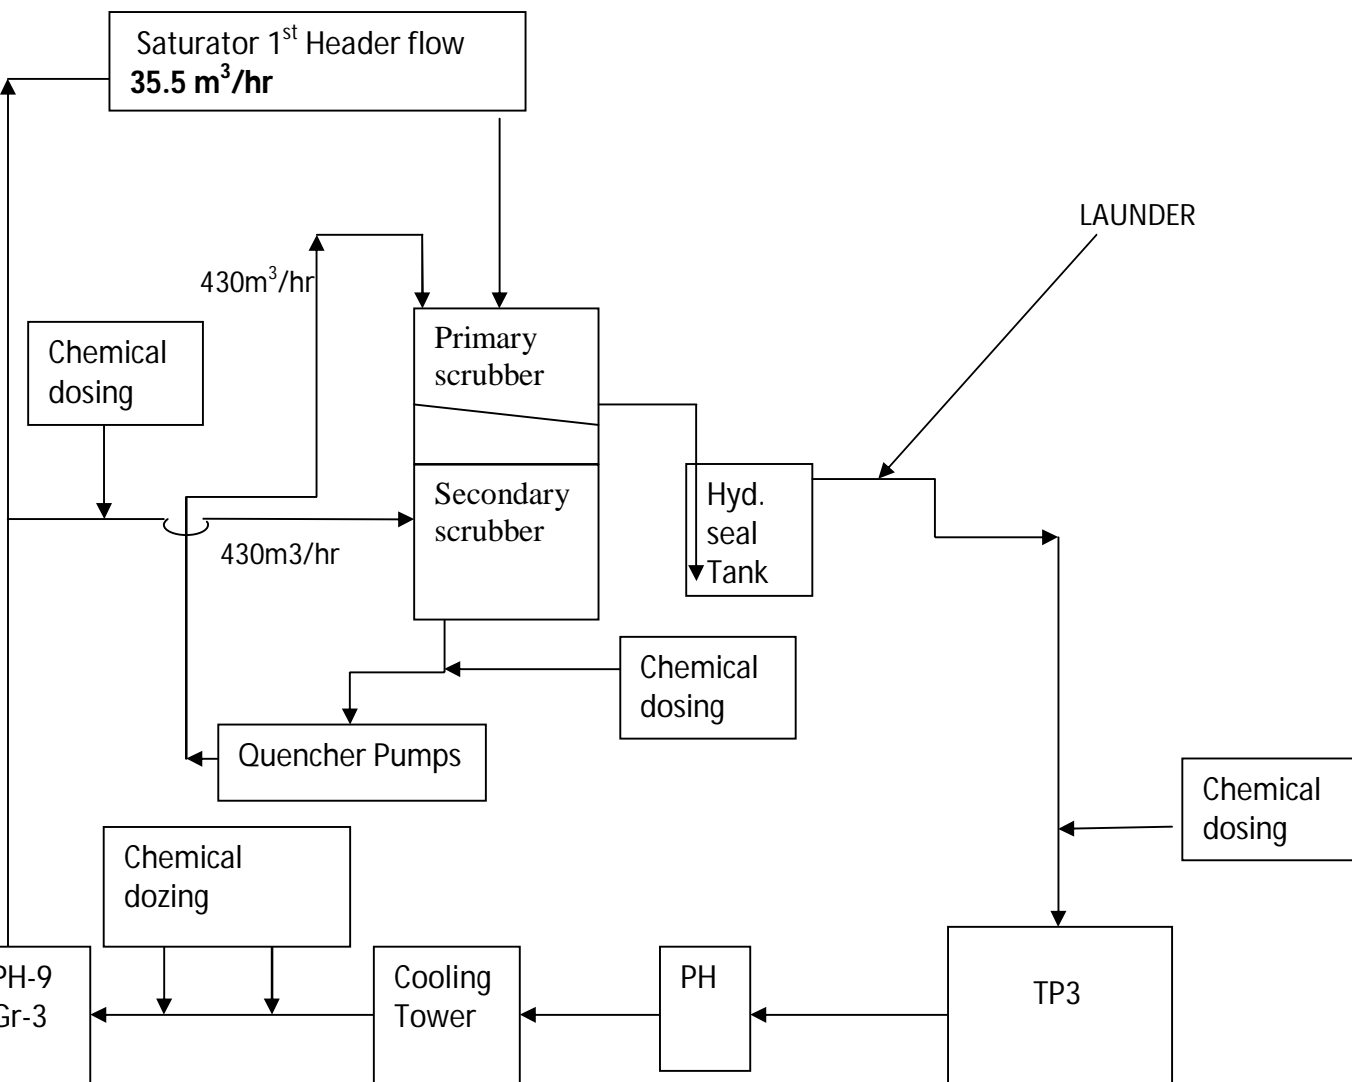 Saturator 1st Header flow
35.5 m3/hr
LAUNDER
430m3/hr
Chemical
dosing
Primary
scrubber
Secondary
scrubber
Hyd.
seal
Tank
430m3/hr
Chemical
dosing
Quencher Pumps
Chemical
dosing
Chemical
dozing
PH-9
Gr-3
Cooling
Tower
PH
TP3